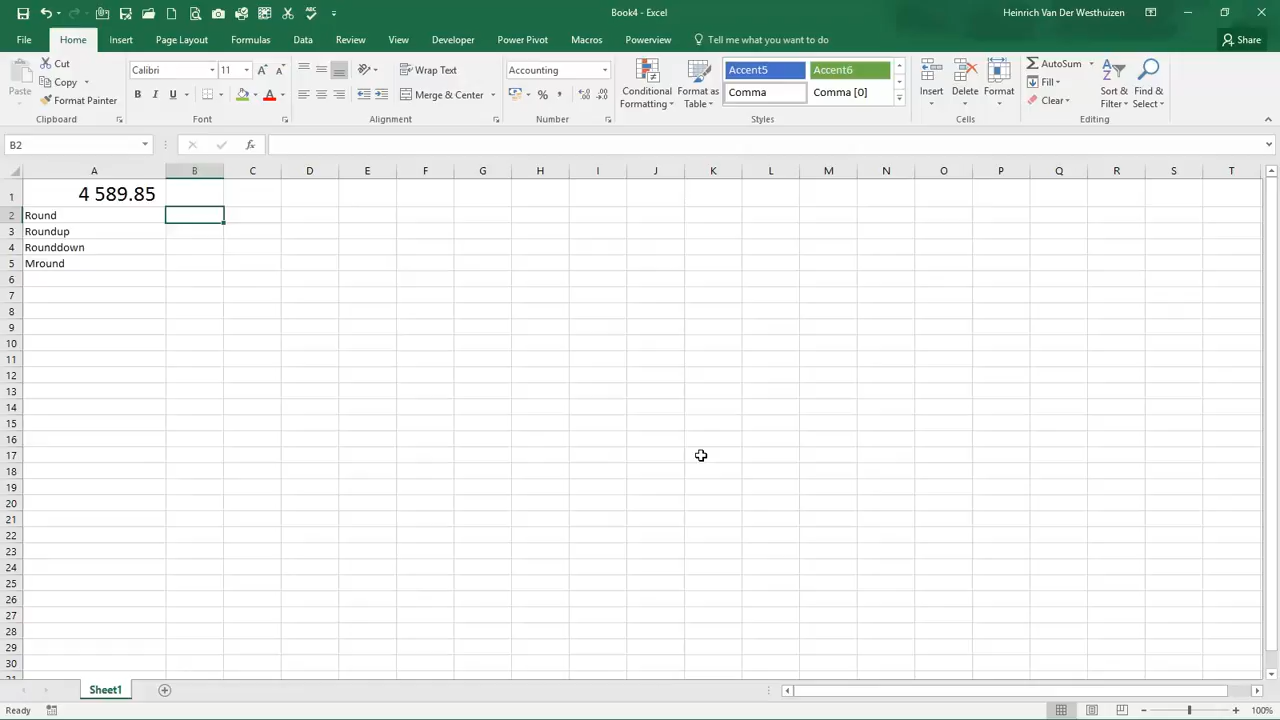 Book4 - Excel
Heinrich Van Der Westhuizen
File Home Insert Page Layout Formulas Data Review View Developer Power Pivot Macros Powerview Tell me what you want to do Share
Paste
Cut
Copy
Format Painter
Clipboard
Calibri 11
B I U A
Font
Wrap Text
Merge & Center
Alignment
Accounting
%
Number
Conditional Formatting
Format as Table
Accent5 Accent6
Comma Comma [0]
Styles
Insert Delete Format
Cells
AutoSum
Fill
Clear
Sort & Filter
Find & Select
Editing
B2 fx
A B C D E F G H I J K L M N O P Q R S T
1 4 589.85
2 Round
3 Roundup
4 Rounddown
5 Mround
6
7
8
9
10
11
12
13
14
15
16
17
18
19
20
21
22
23
24
25
26
27
28
29
30
Sheet1
Ready
100%